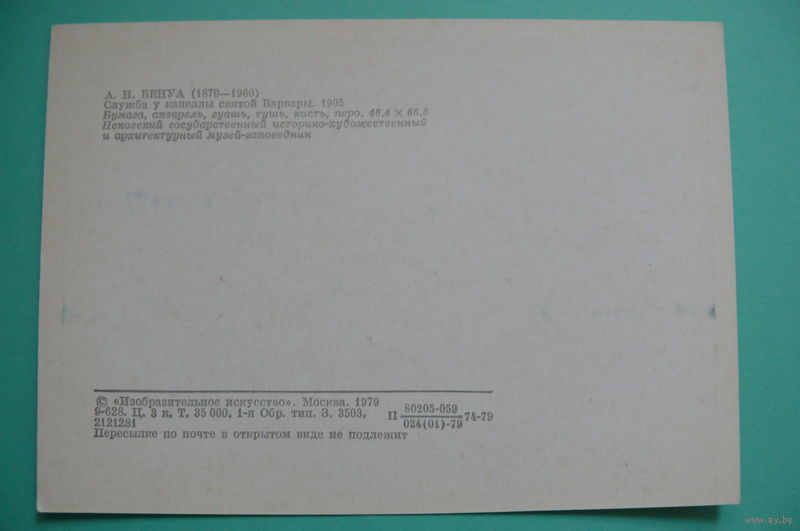 А. Н. БЕНУА (1870—1960)
Служба у капеллы святой Варвары. 1905
Бумага, акварель, гуашь, тушь, кисть, перо. 46,4 × 66,2
Псковский государственный историко-художественный
и архитектурный музей-заповедник
© «Изобразительное искусство». Москва. 1979
9-628. Ц. 3 к. Т. 35 000. 1-я Обр. тип. З. 3503.
2121281
П 80205-059
024(01)-79 74-79
Пересылке по почте в открытом виде не подлежит
www.ay.by